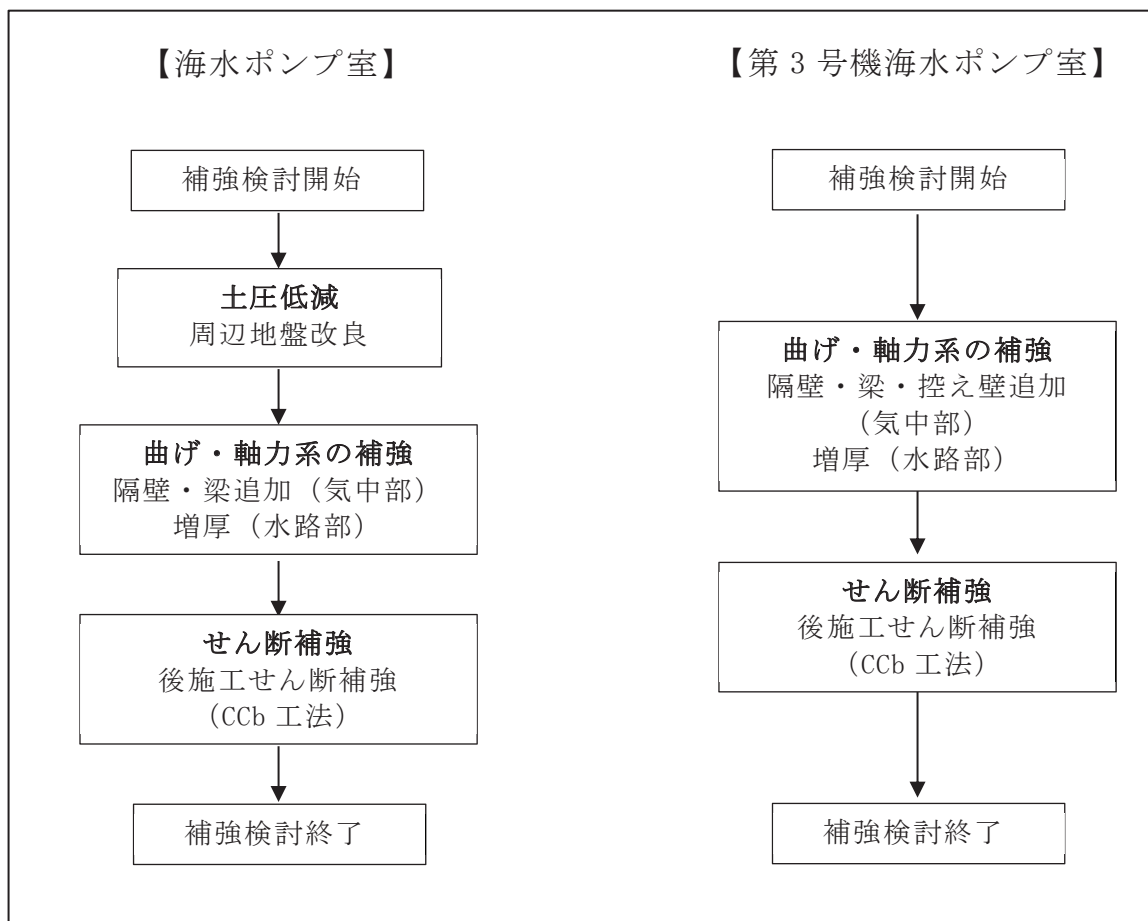 【海水ポンプ室】
補強検討開始
土圧低減
周辺地盤改良
曲げ・軸力系の補強
隔壁・梁追加（気中部）
増厚（水路部）
せん断補強
後施工せん断補強
（CCb 工法）
補強検討終了
【第 3 号機海水ポンプ室】
補強検討開始
曲げ・軸力系の補強
隔壁・梁・控え壁追加
（気中部）
増厚（水路部）
せん断補強
後施工せん断補強
（CCb 工法）
補強検討終了